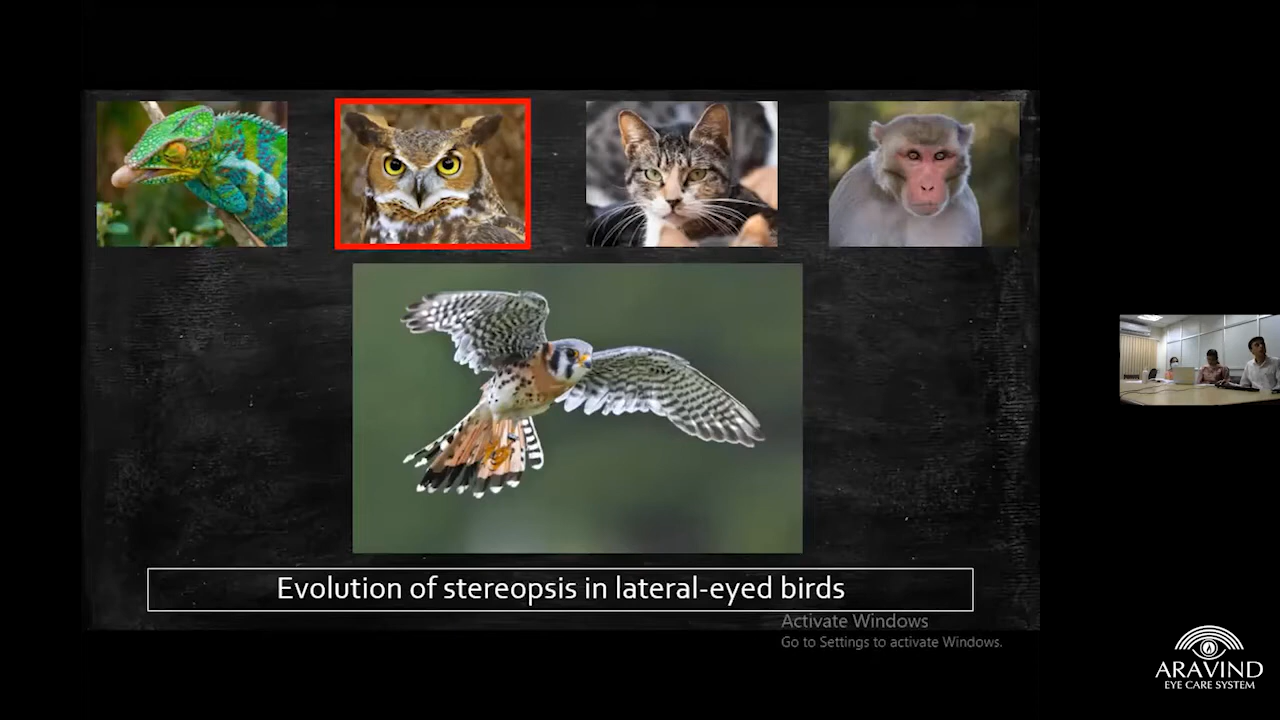 Evolution of stereopsis in lateral-eyed birds
Activate Windows
Go to Settings to activate Windows.
ARAVIND
EYE CARE SYSTEM